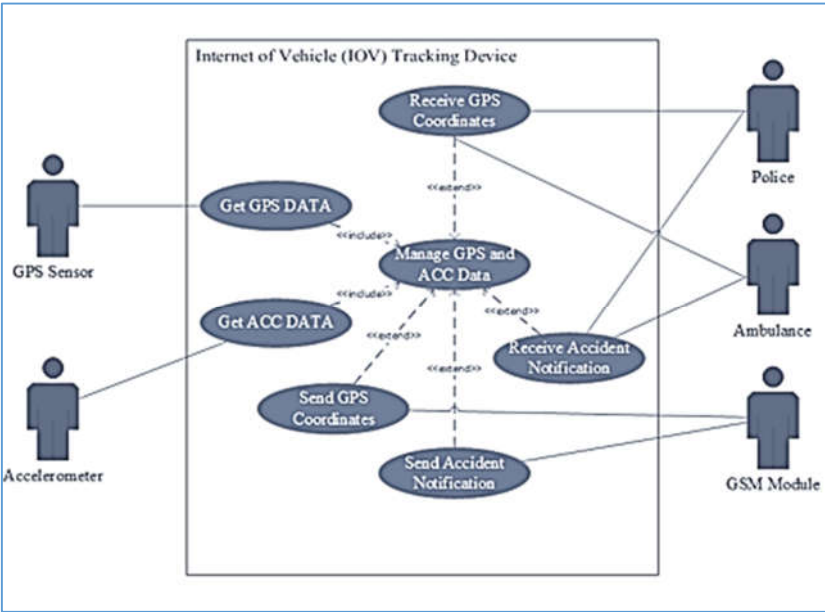 Internet of Vehicle (IOV) Tracking Device
Receive GPS
Coordinates
Police
<<extend>>
Get GPS DATA
<<include>>
GPS Sensor
Manage GPS and
ACC Data
<<include>>
Get ACC DATA
<<extend>>
<<extend>>
<<extend>>
Ambulance
Receive Accident
Notification
Send GPS
Coordinates
Accelerometer
Send Accident
Notification
GSM Module